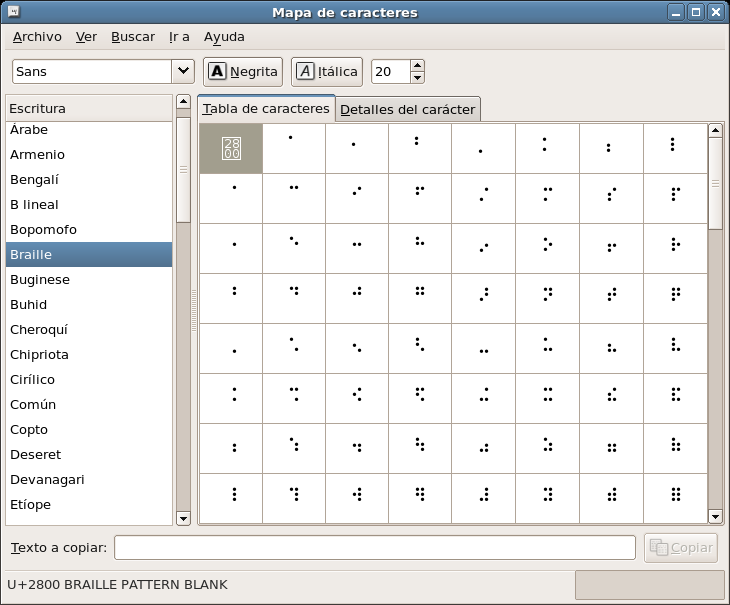 Mapa de caracteres
Archivo Ver Buscar Ir a Ayuda
Sans A Negrita A Itálica 20
Escritura
Árabe
Armenio
Bengalí
B lineal
Bopomofo
Braille
Buginese
Buhid
Cheroquí
Chipriota
Cirílico
Común
Copto
Deseret
Devanagari
Etíope
Tabla de caracteres Detalles del carácter
2800 ⠁ ⠂ ⠃ ⠄ ⠅ ⠆ ⠇
⠈ ⠉ ⠊ ⠋ ⠌ ⠍ ⠎ ⠏
⠐ ⠑ ⠒ ⠓ ⠔ ⠕ ⠖ ⠗
⠘ ⠙ ⠚ ⠛ ⠜ ⠝ ⠞ ⠟
⠠ ⠡ ⠢ ⠣ ⠤ ⠥ ⠦ ⠧
⠨ ⠩ ⠪ ⠫ ⠬ ⠭ ⠮ ⠯
⠰ ⠱ ⠲ ⠳ ⠴ ⠵ ⠶ ⠷
⠸ ⠹ ⠺ ⠻ ⠼ ⠽ ⠾ ⠿
Texto a copiar: Copiar
U+2800 BRAILLE PATTERN BLANK